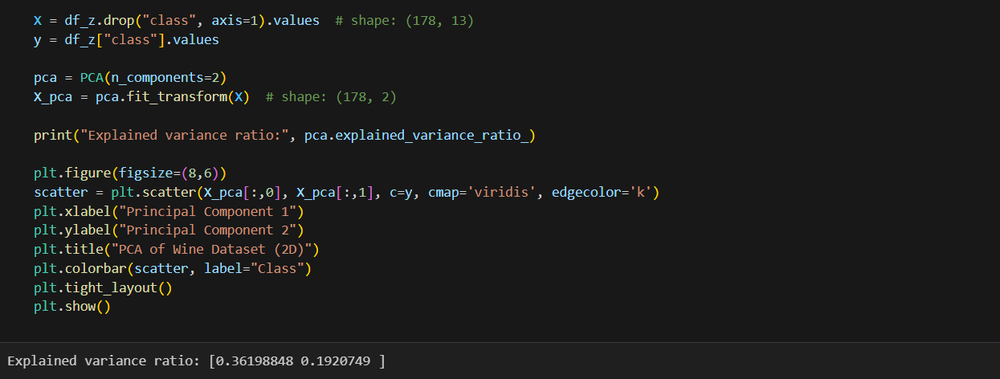 X = df_z.drop("class", axis=1).values  # shape: (178, 13)
y = df_z["class"].values
pca = PCA(n_components=2)
X_pca = pca.fit_transform(X)  # shape: (178, 2)
print("Explained variance ratio:", pca.explained_variance_ratio_)
plt.figure(figsize=(8,6))
scatter = plt.scatter(X_pca[:,0], X_pca[:,1], c=y, cmap='viridis', edgecolor='k')
plt.xlabel("Principal Component 1")
plt.ylabel("Principal Component 2")
plt.title("PCA of Wine Dataset (2D)")
plt.colorbar(scatter, label="Class")
plt.tight_layout()
plt.show()
Explained variance ratio: [0.36198848 0.1920749 ]